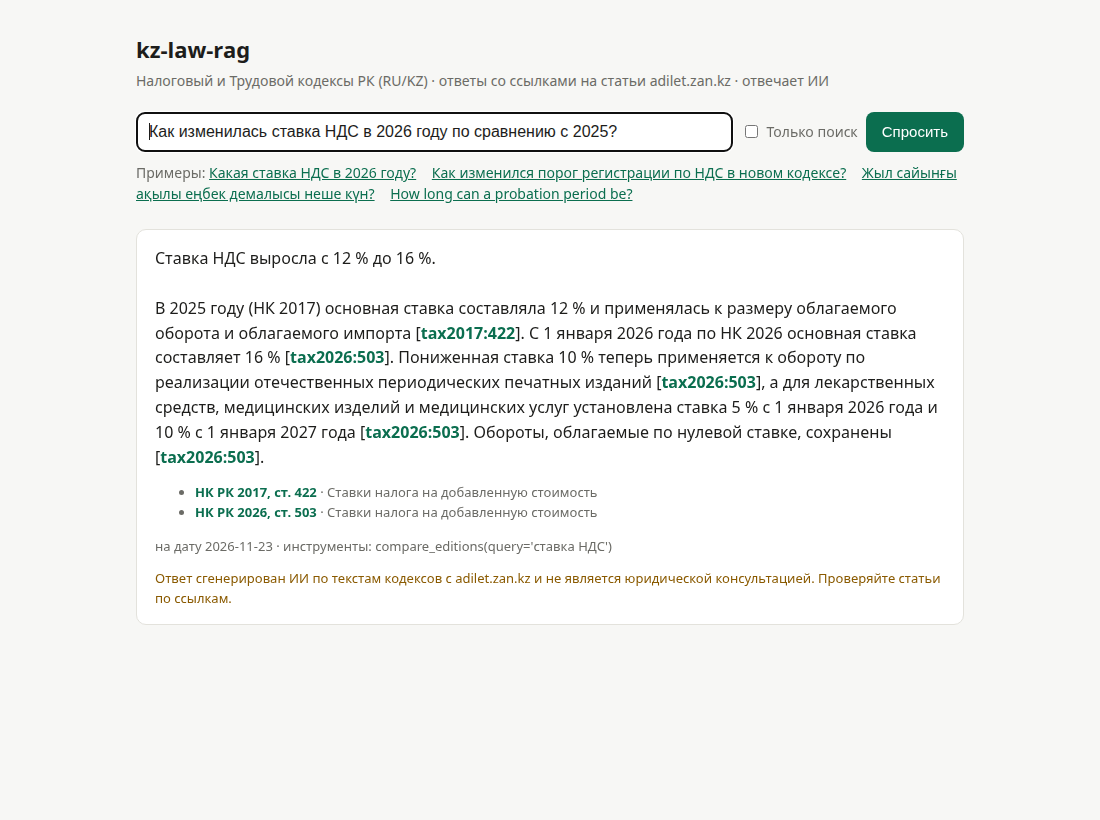 kz-law-rag
Налоговый и Трудовой кодексы РК (RU/KZ) · ответы со ссылками на статьи adilet.zan.kz · отвечает ИИ
Как изменилась ставка НДС в 2026 году по сравнению с 2025? Только поиск Спросить
Примеры: Какая ставка НДС в 2026 году? Как изменился порог регистрации по НДС в новом кодексе? Жыл сайынғы
ақылы еңбек демалысы неше күн? How long can a probation period be?
Ставка НДС выросла с 12 % до 16 %.
В 2025 году (НК 2017) основная ставка составляла 12 % и применялась к размеру облагаемого
оборота и облагаемого импорта [tax2017:422]. С 1 января 2026 года по НК 2026 основная ставка
составляет 16 % [tax2026:503]. Пониженная ставка 10 % теперь применяется к обороту по
реализации отечественных периодических печатных изданий [tax2026:503], а для лекарственных
средств, медицинских изделий и медицинских услуг установлена ставка 5 % с 1 января 2026 года и
10 % с 1 января 2027 года [tax2026:503]. Обороты, облагаемые по нулевой ставке, сохранены
[tax2026:503].
• НК РК 2017, ст. 422 · Ставки налога на добавленную стоимость
• НК РК 2026, ст. 503 · Ставки налога на добавленную стоимость
на дату 2026-11-23 · инструменты: compare_editions(query='ставка НДС')
Ответ сгенерирован ИИ по текстам кодексов с adilet.zan.kz и не является юридической консультацией. Проверяйте статьи
по ссылкам.